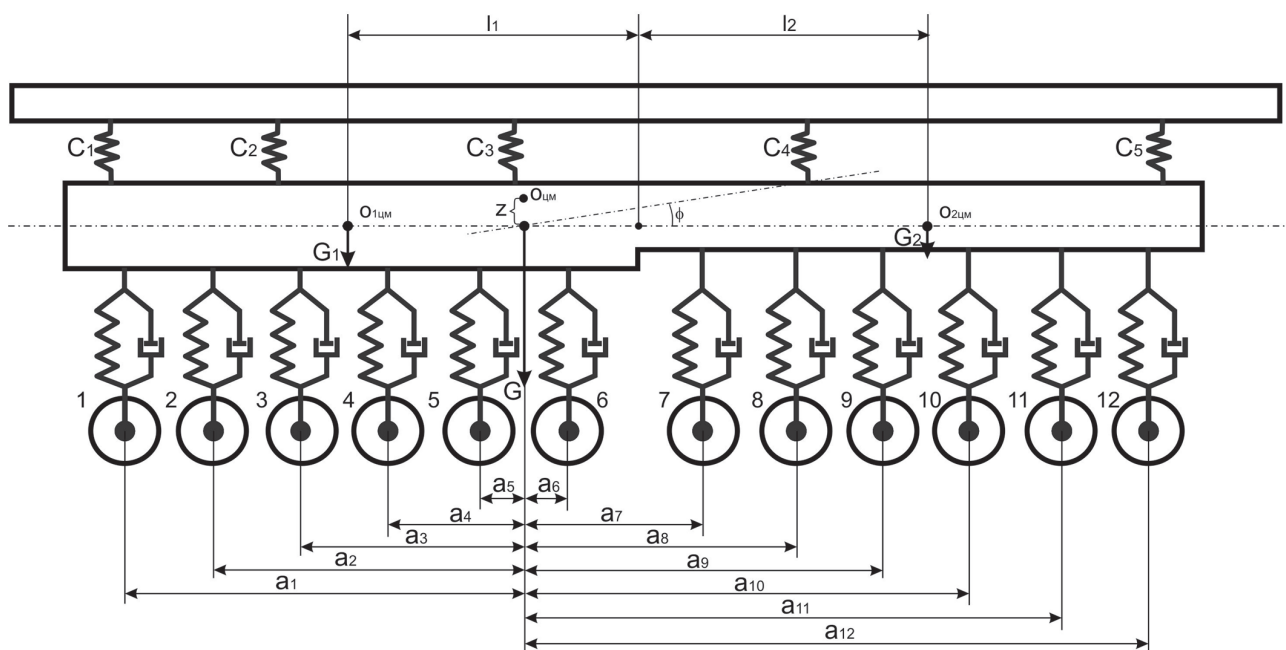 l₁ l₂
C₁ C₂ C₃ C₄ C₅
o₁цм z oцм ϕ o₂цм
G₁ G₂
G
1 2 3 4 5 6 7 8 9 10 11 12
a₅ a₆
a₄ a₇
a₃ a₈
a₂ a₉
a₁ a₁₀
a₁₁
a₁₂